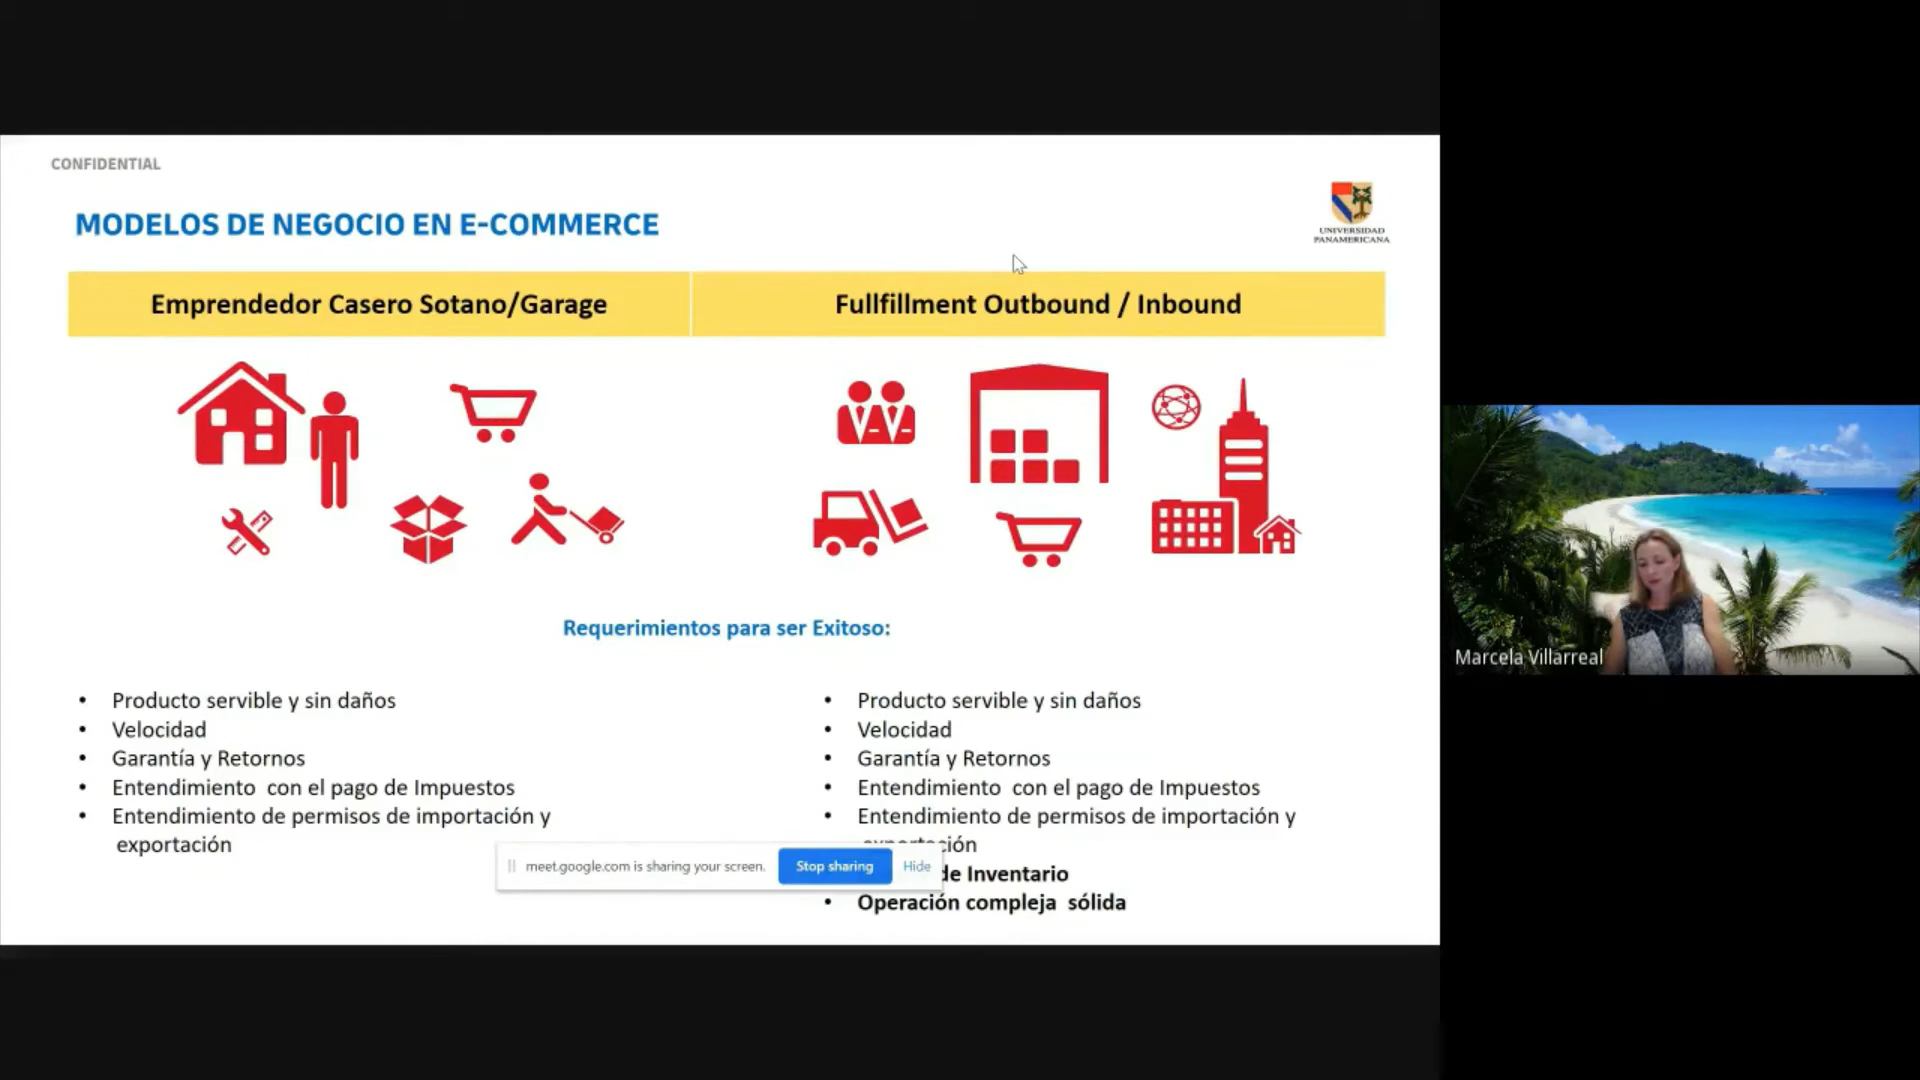 CONFIDENTIAL
MODELOS DE NEGOCIO EN E-COMMERCE
UNIVERSIDAD
PANAMERICANA
Emprendedor Casero Sotano/Garage
Fullfillment Outbound / Inbound
Requerimientos para ser Exitoso:
• Producto servible y sin daños
• Velocidad
• Garantía y Retornos
• Entendimiento con el pago de Impuestos
• Entendimiento de permisos de importación y
exportación
• Producto servible y sin daños
• Velocidad
• Garantía y Retornos
• Entendimiento con el pago de Impuestos
• Entendimiento de permisos de importación y
exportación
de Inventario
• Operación compleja sólida
meet.google.com is sharing your screen. Stop sharing Hide
Marcela Villarreal